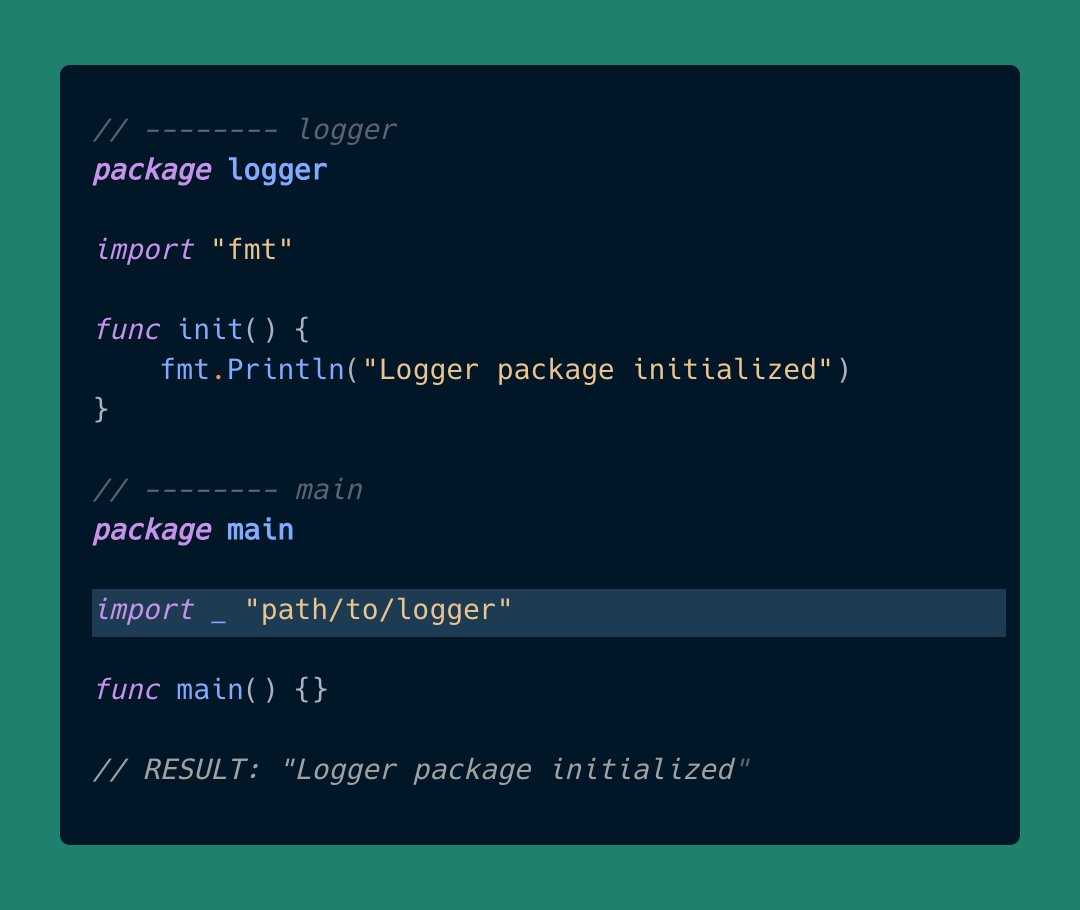 // -------- logger
package logger

import "fmt"

func init() {
    fmt.Println("Logger package initialized")
}

// -------- main
package main

import _ "path/to/logger"

func main() {}

// RESULT: "Logger package initialized"